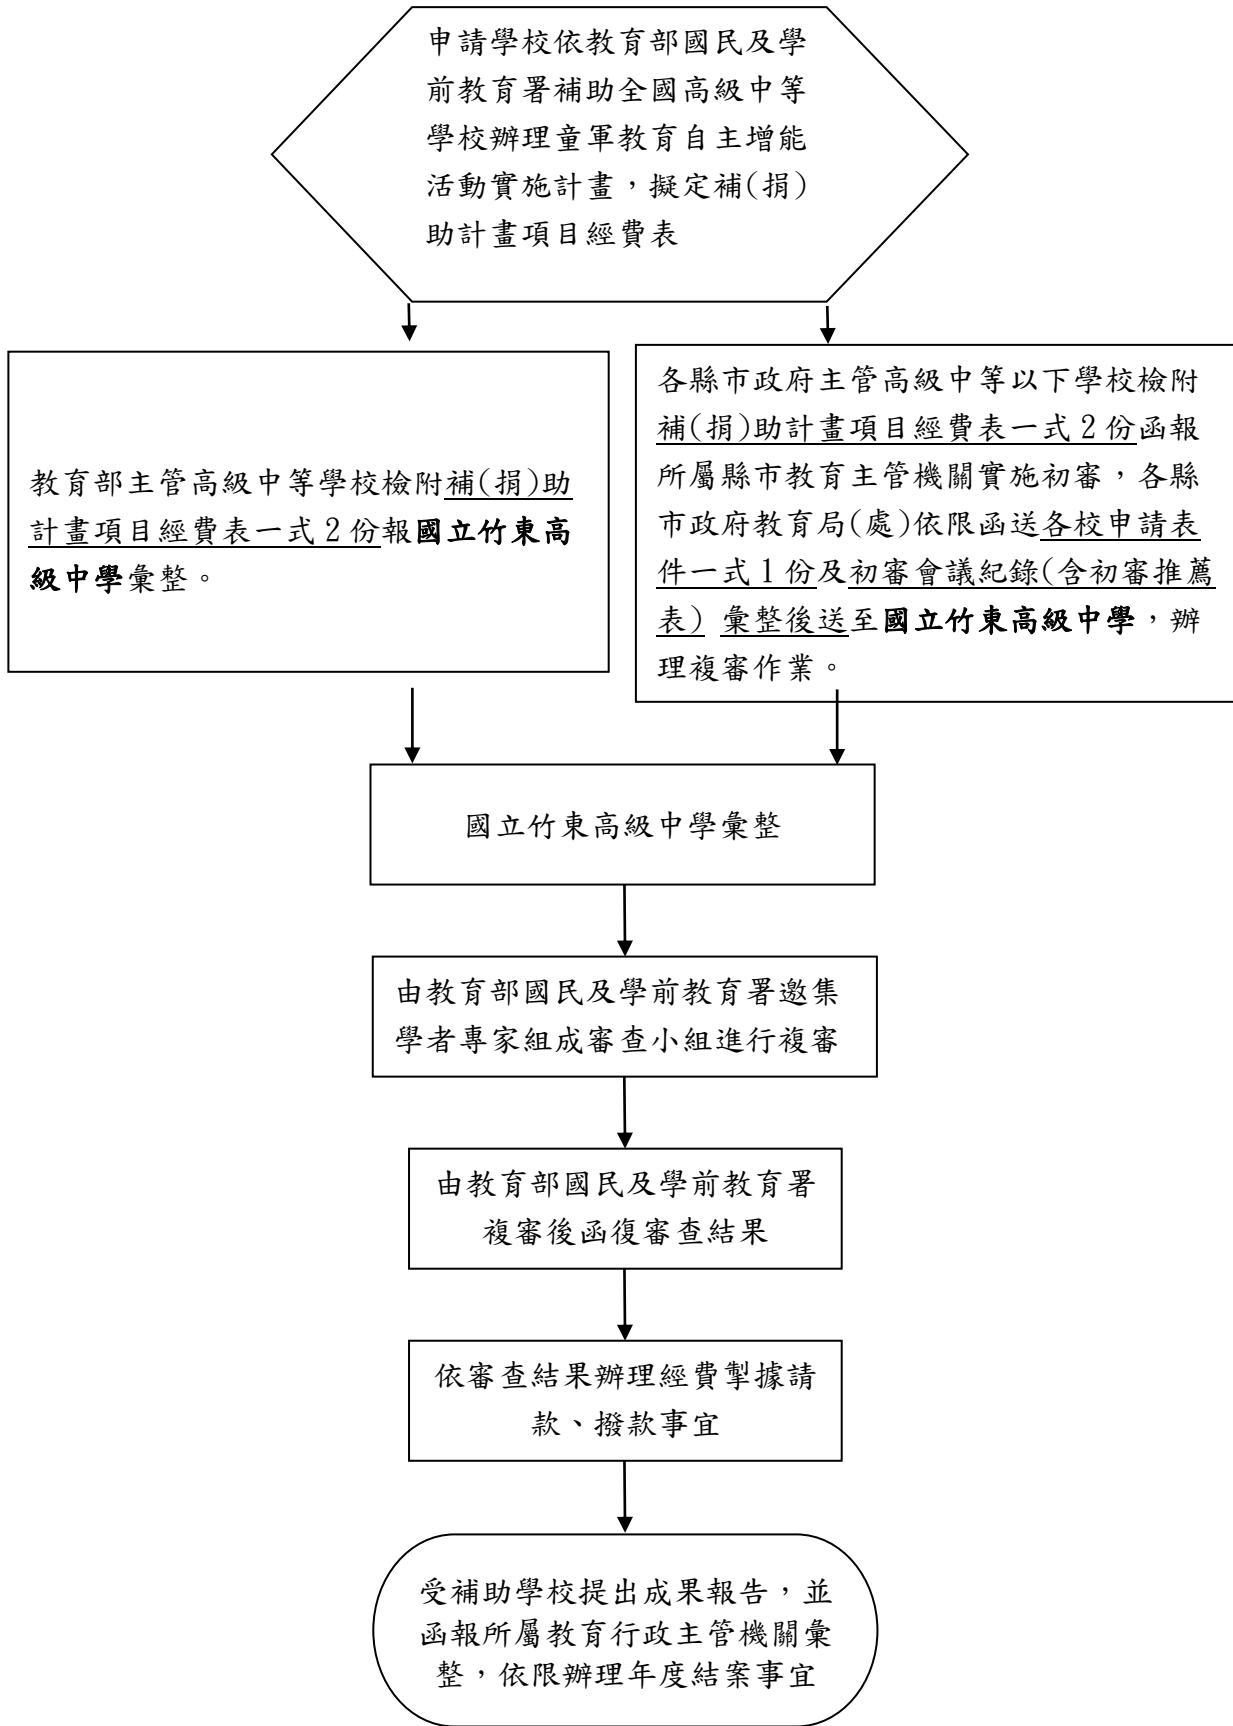 申請學校依教育部國民及學
前教育署補助全國高級中等
學校辦理童軍教育自主增能
活動實施計畫，擬定補(捐)
助計畫項目經費表
教育部主管高級中等學校檢附補(捐)助
計畫項目經費表一式 2 份報國立竹東高
級中學彙整。
各縣市政府主管高級中等以下學校檢附
補(捐)助計畫項目經費表一式 2 份函報
所屬縣市教育主管機關實施初審，各縣
市政府教育局(處)依限函送各校申請表
件一式 1 份及初審會議紀錄(含初審推薦
表) 彙整後送至國立竹東高級中學，辦
理複審作業。
國立竹東高級中學彙整
由教育部國民及學前教育署邀集
學者專家組成審查小組進行複審
由教育部國民及學前教育署
複審後函復審查結果
依審查結果辦理經費掣據請
款、撥款事宜
受補助學校提出成果報告，並
函報所屬教育行政主管機關彙
整，依限辦理年度結案事宜